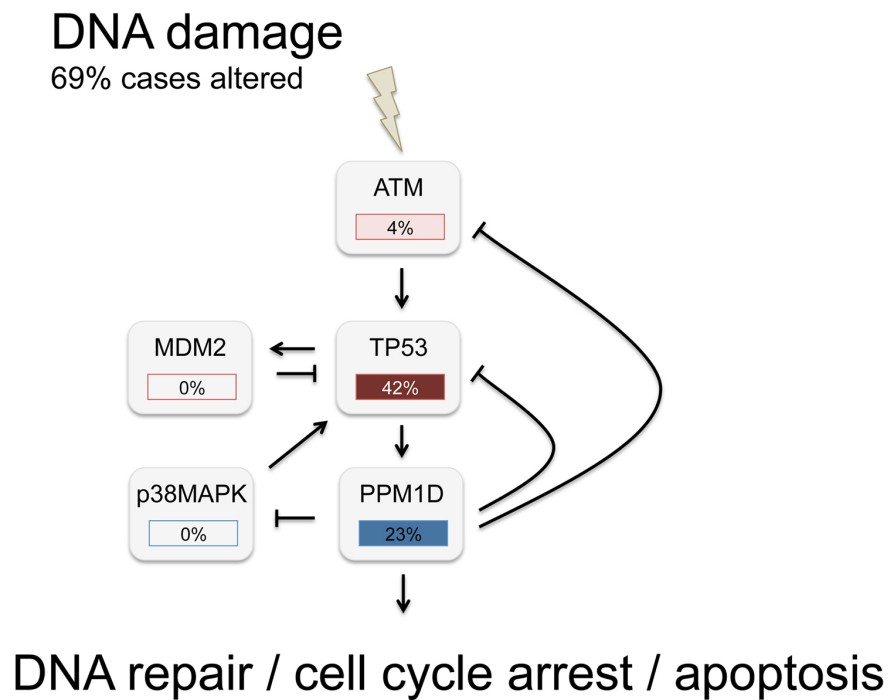 DNA damage
69% cases altered
ATM
4%
MDM2
0%
TP53
42%
p38MAPK
0%
PPM1D
23%
DNA repair / cell cycle arrest / apoptosis